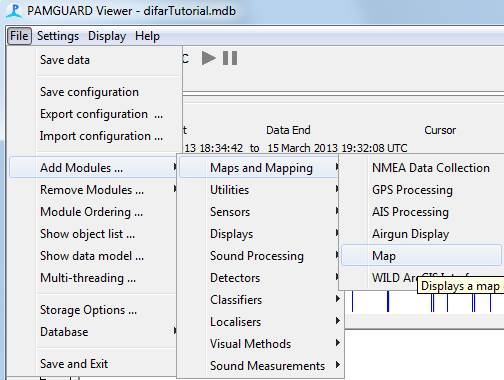 PAMGUARD Viewer - difarTutorial.mdb
File Settings Display Help
Save data
Save configuration
Export configuration ...
Import configuration ...
Data End Cursor
13 18:34:42 to 15 March 2013 19:32:08 UTC
Add Modules ...
Remove Modules ...
Module Ordering ...
Show object list ...
Show data model ...
Multi-threading ...
Storage Options ...
Database
Save and Exit
Maps and Mapping
Utilities
Sensors
Displays
Sound Processing
Detectors
Classifiers
Localisers
Visual Methods
Sound Measurements
NMEA Data Collection
GPS Processing
AIS Processing
Airgun Display
Map
WILD ArcGIS
Displays a map